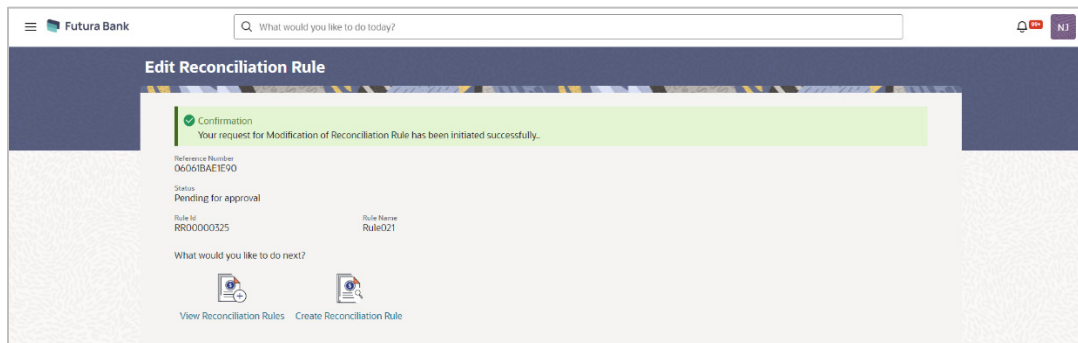 Futura Bank
What would you like to do today?
99+
NJ
Edit Reconciliation Rule
Confirmation
Your request for Modification of Reconciliation Rule has been initiated successfully..
Reference Number
06061BAE1E90
Status
Pending for approval
Rule Id Rule Name
RR00000325 Rule021
What would you like to do next?
View Reconciliation Rules Create Reconciliation Rule